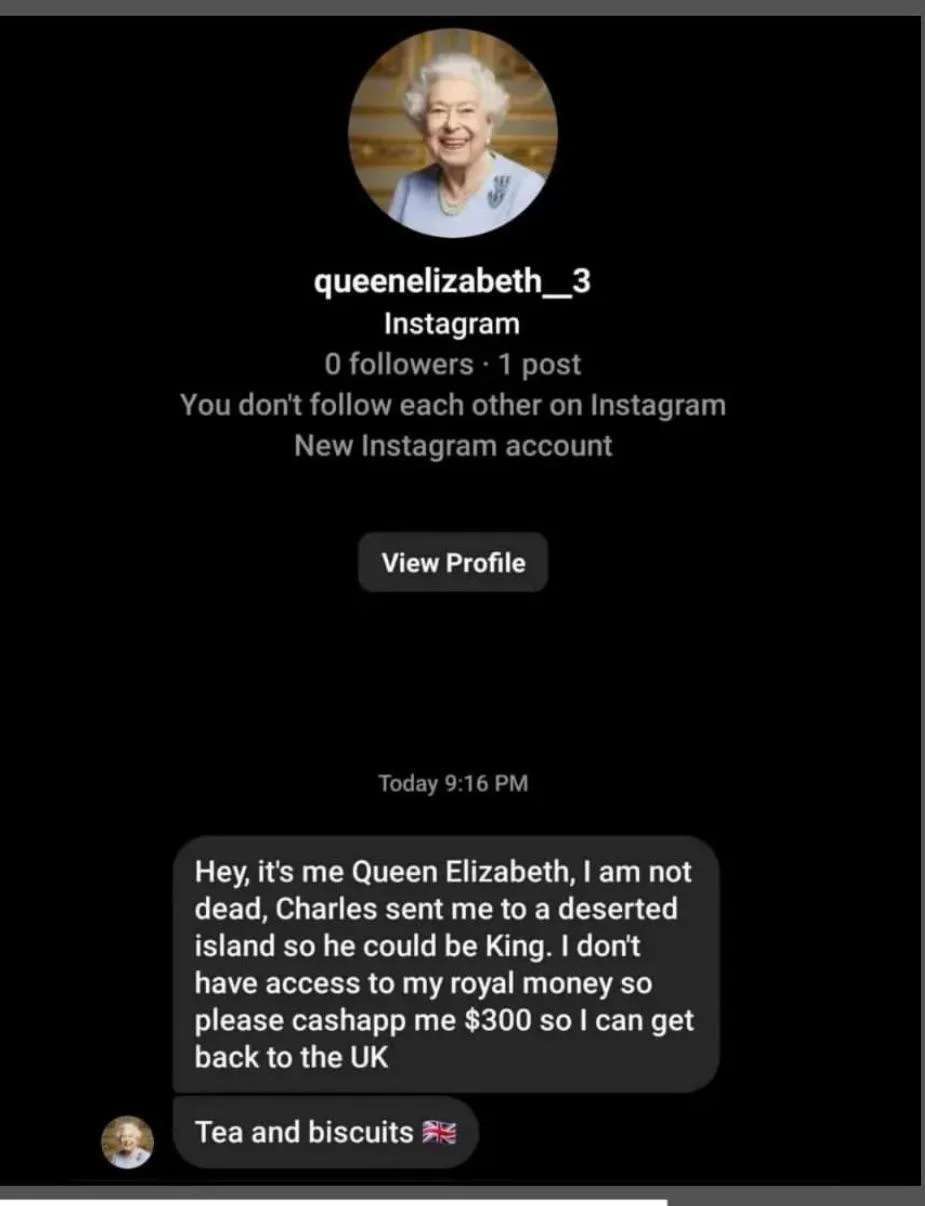 queenelizabeth__3
Instagram
0 followers · 1 post
You don't follow each other on Instagram
New Instagram account
View Profile
Today 9:16 PM
Hey, it's me Queen Elizabeth, I am not
dead, Charles sent me to a deserted
island so he could be King. I don't
have access to my royal money so
please cashapp me $300 so I can get
back to the UK
Tea and biscuits 🇬🇧